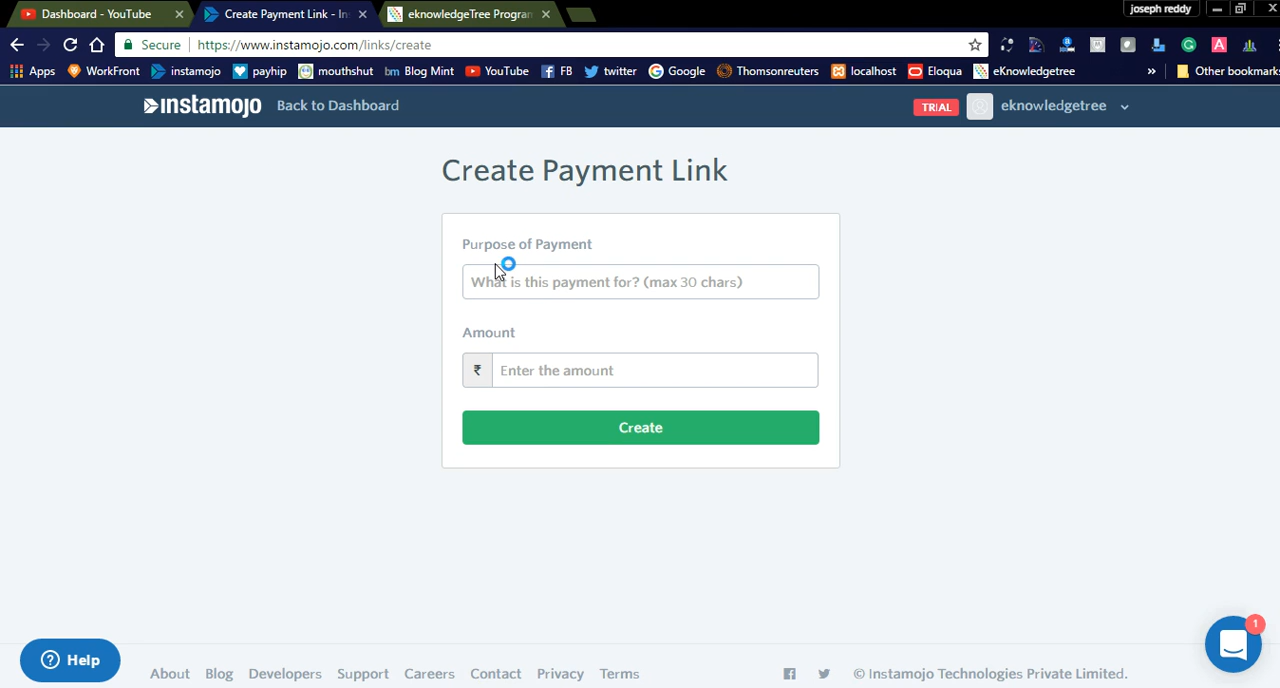 Dashboard - YouTube
Create Payment Link - In
eknowledgeTree Progran
joseph reddy
Secure
https://www.instamojo.com/links/create
Apps
WorkFront
instamojo
payhip
mouthshut
bm Blog Mint
YouTube
FB
twitter
Google
Thomsonreuters
localhost
Eloqua
eKnowledgetree
»
Other bookmarks
INSTAMOJO
Back to Dashboard
TRIAL
eknowledgetree
Create Payment Link
Purpose of Payment
What is this payment for? (max 30 chars)
Amount
₹
Enter the amount
Create
1
Help
About
Blog
Developers
Support
Careers
Contact
Privacy
Terms
© Instamojo Technologies Private Limited.